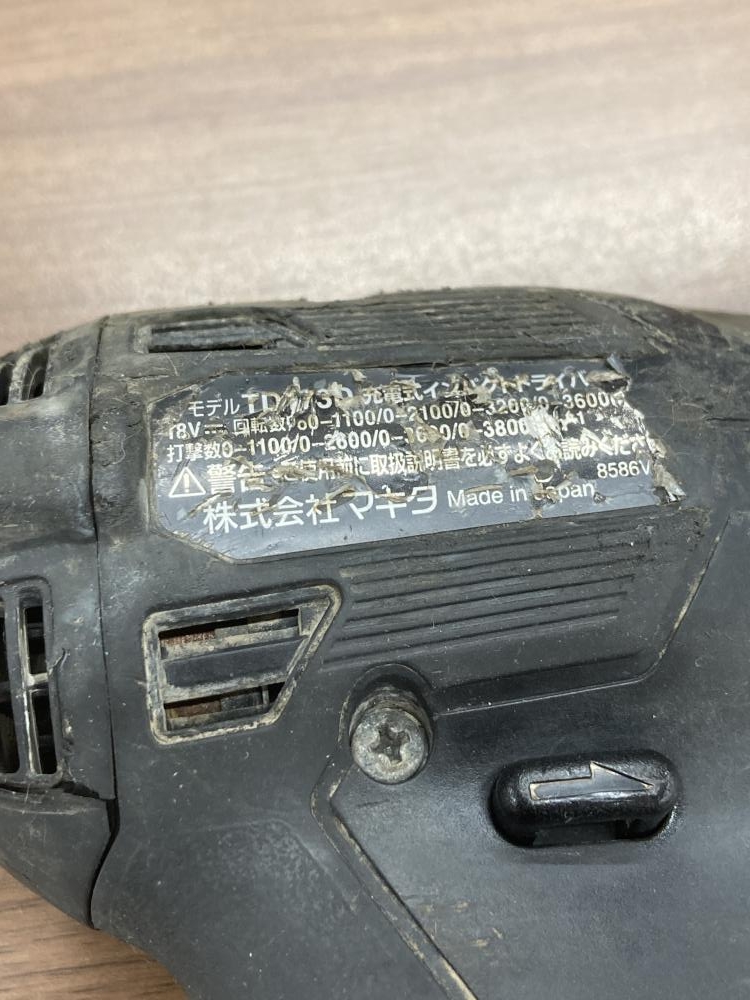 モデル TD173D 充電式インパクトドライバ
18V⎓ 回転数 0-1100/0-2100/0-3200/0-3600
打撃数0-1100/0-2600/0-3600/0-3800
警告 ご使用前に取扱説明書を必ずよくお読みください
8586V
株式会社マキタ Made in Japan